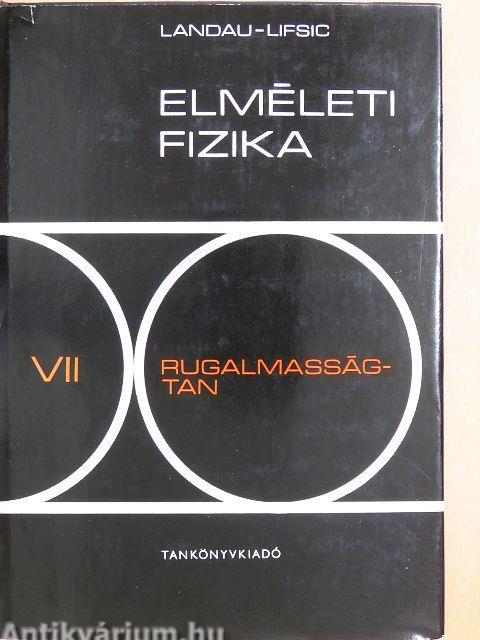 LANDAU-LIFSIC
ELMÉLETI
FIZIKA
VII
RUGALMASSÁG-
TAN
TANKÖNYVKIADÓ
Antikvárium.hu